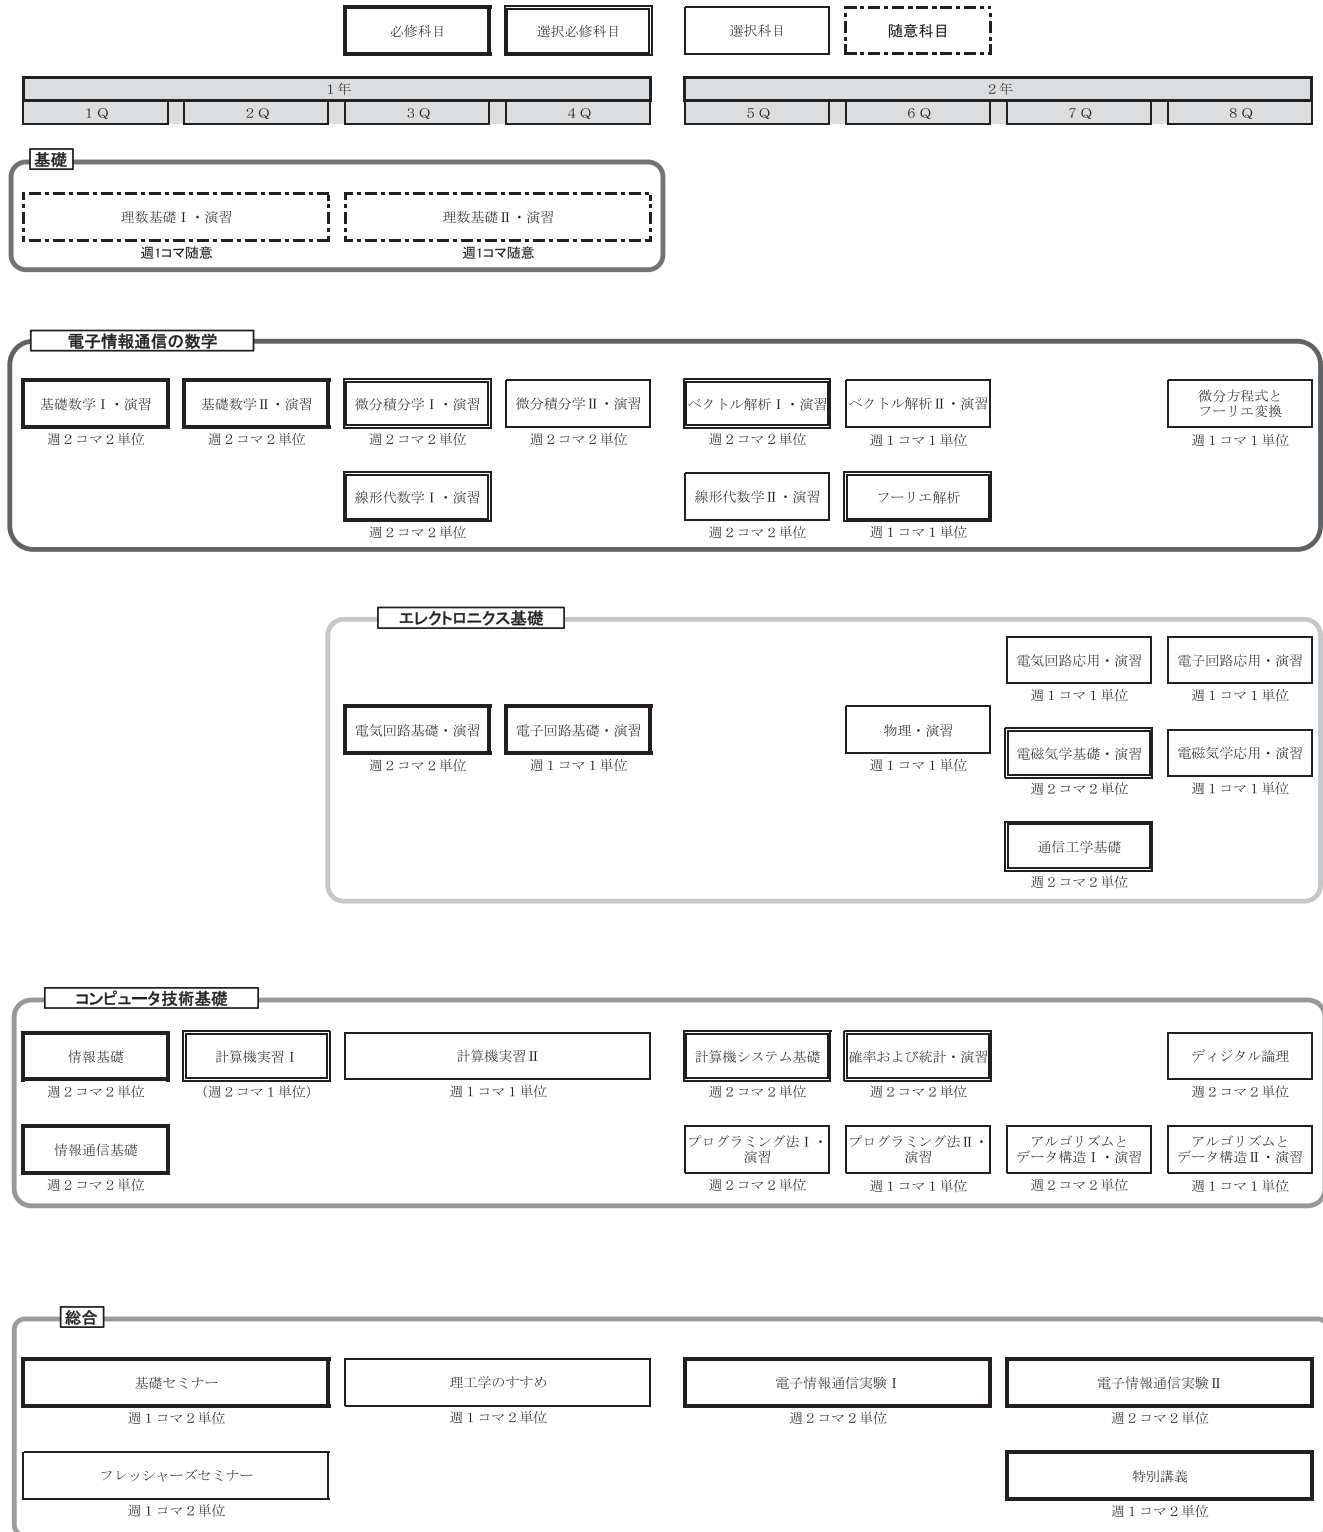 必修科目
選択必修科目
選択科目
随意科目
1年
2年
1Q
2Q
3Q
4Q
5Q
6Q
7Q
8Q
基礎
理数基礎Ⅰ・演習
理数基礎Ⅱ・演習
週1コマ随意
週1コマ随意
電子情報通信の数学
基礎数学Ⅰ・演習
基礎数学Ⅱ・演習
微分積分学Ⅰ・演習
微分積分学Ⅱ・演習
ベクトル解析Ⅰ・演習
ベクトル解析Ⅱ・演習
微分方程式と
フーリエ変換
週2コマ2単位
週2コマ2単位
週2コマ2単位
週2コマ2単位
週2コマ2単位
週1コマ1単位
週1コマ1単位
線形代数学Ⅰ・演習
線形代数学Ⅱ・演習
フーリエ解析
週2コマ2単位
週2コマ2単位
週1コマ1単位
エレクトロニクス基礎
電気回路応用・演習
電子回路応用・演習
週1コマ1単位
週1コマ1単位
電気回路基礎・演習
電子回路基礎・演習
物理・演習
週2コマ2単位
週1コマ1単位
週1コマ1単位
電磁気学基礎・演習
電磁気学応用・演習
週2コマ2単位
週1コマ1単位
通信工学基礎
週2コマ2単位
コンピュータ技術基礎
情報基礎
計算機実習Ⅰ
計算機実習Ⅱ
計算機システム基礎
確率および統計・演習
ディジタル論理
週2コマ2単位
(週2コマ1単位)
週1コマ1単位
週2コマ2単位
週2コマ2単位
週2コマ2単位
情報通信基礎
プログラミング法Ⅰ・
演習
プログラミング法Ⅱ・
演習
アルゴリズムと
データ構造Ⅰ・演習
アルゴリズムと
データ構造Ⅱ・演習
週2コマ2単位
週2コマ2単位
週1コマ1単位
週2コマ2単位
週1コマ1単位
総合
基礎セミナー
理工学のすすめ
電子情報通信実験Ⅰ
電子情報通信実験Ⅱ
週1コマ2単位
週1コマ2単位
週2コマ2単位
週2コマ2単位
フレッシャーズセミナー
特別講義
週1コマ2単位
週1コマ2単位